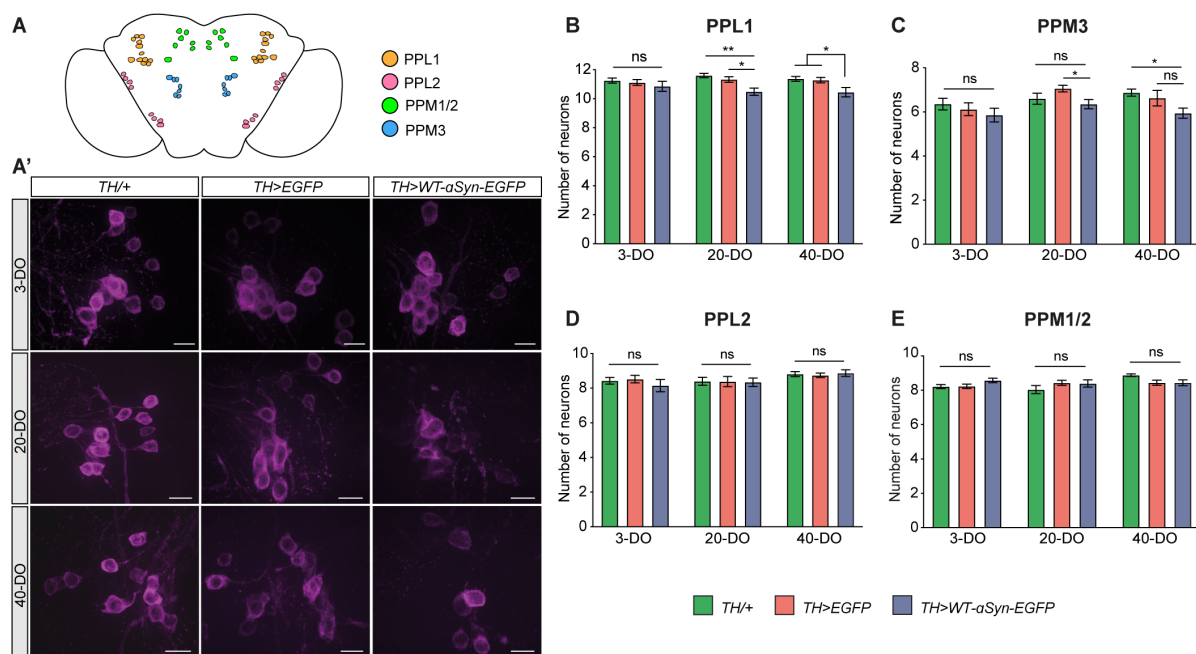 A
PPL1
PPL2
PPM1/2
PPM3
A'
TH/+
TH>EGFP
TH>WT-αSyn-EGFP
3-DO
20-DO
40-DO
B
PPL1
Number of neurons
0
2
4
6
8
10
12
ns
**
*
*
3-DO
20-DO
40-DO
C
PPM3
Number of neurons
0
2
4
6
8
ns
ns
*
*
ns
3-DO
20-DO
40-DO
D
PPL2
Number of neurons
0
2
4
6
8
10
ns
ns
ns
3-DO
20-DO
40-DO
E
PPM1/2
Number of neurons
0
2
4
6
8
10
ns
ns
ns
3-DO
20-DO
40-DO
TH/+
TH>EGFP
TH>WT-αSyn-EGFP